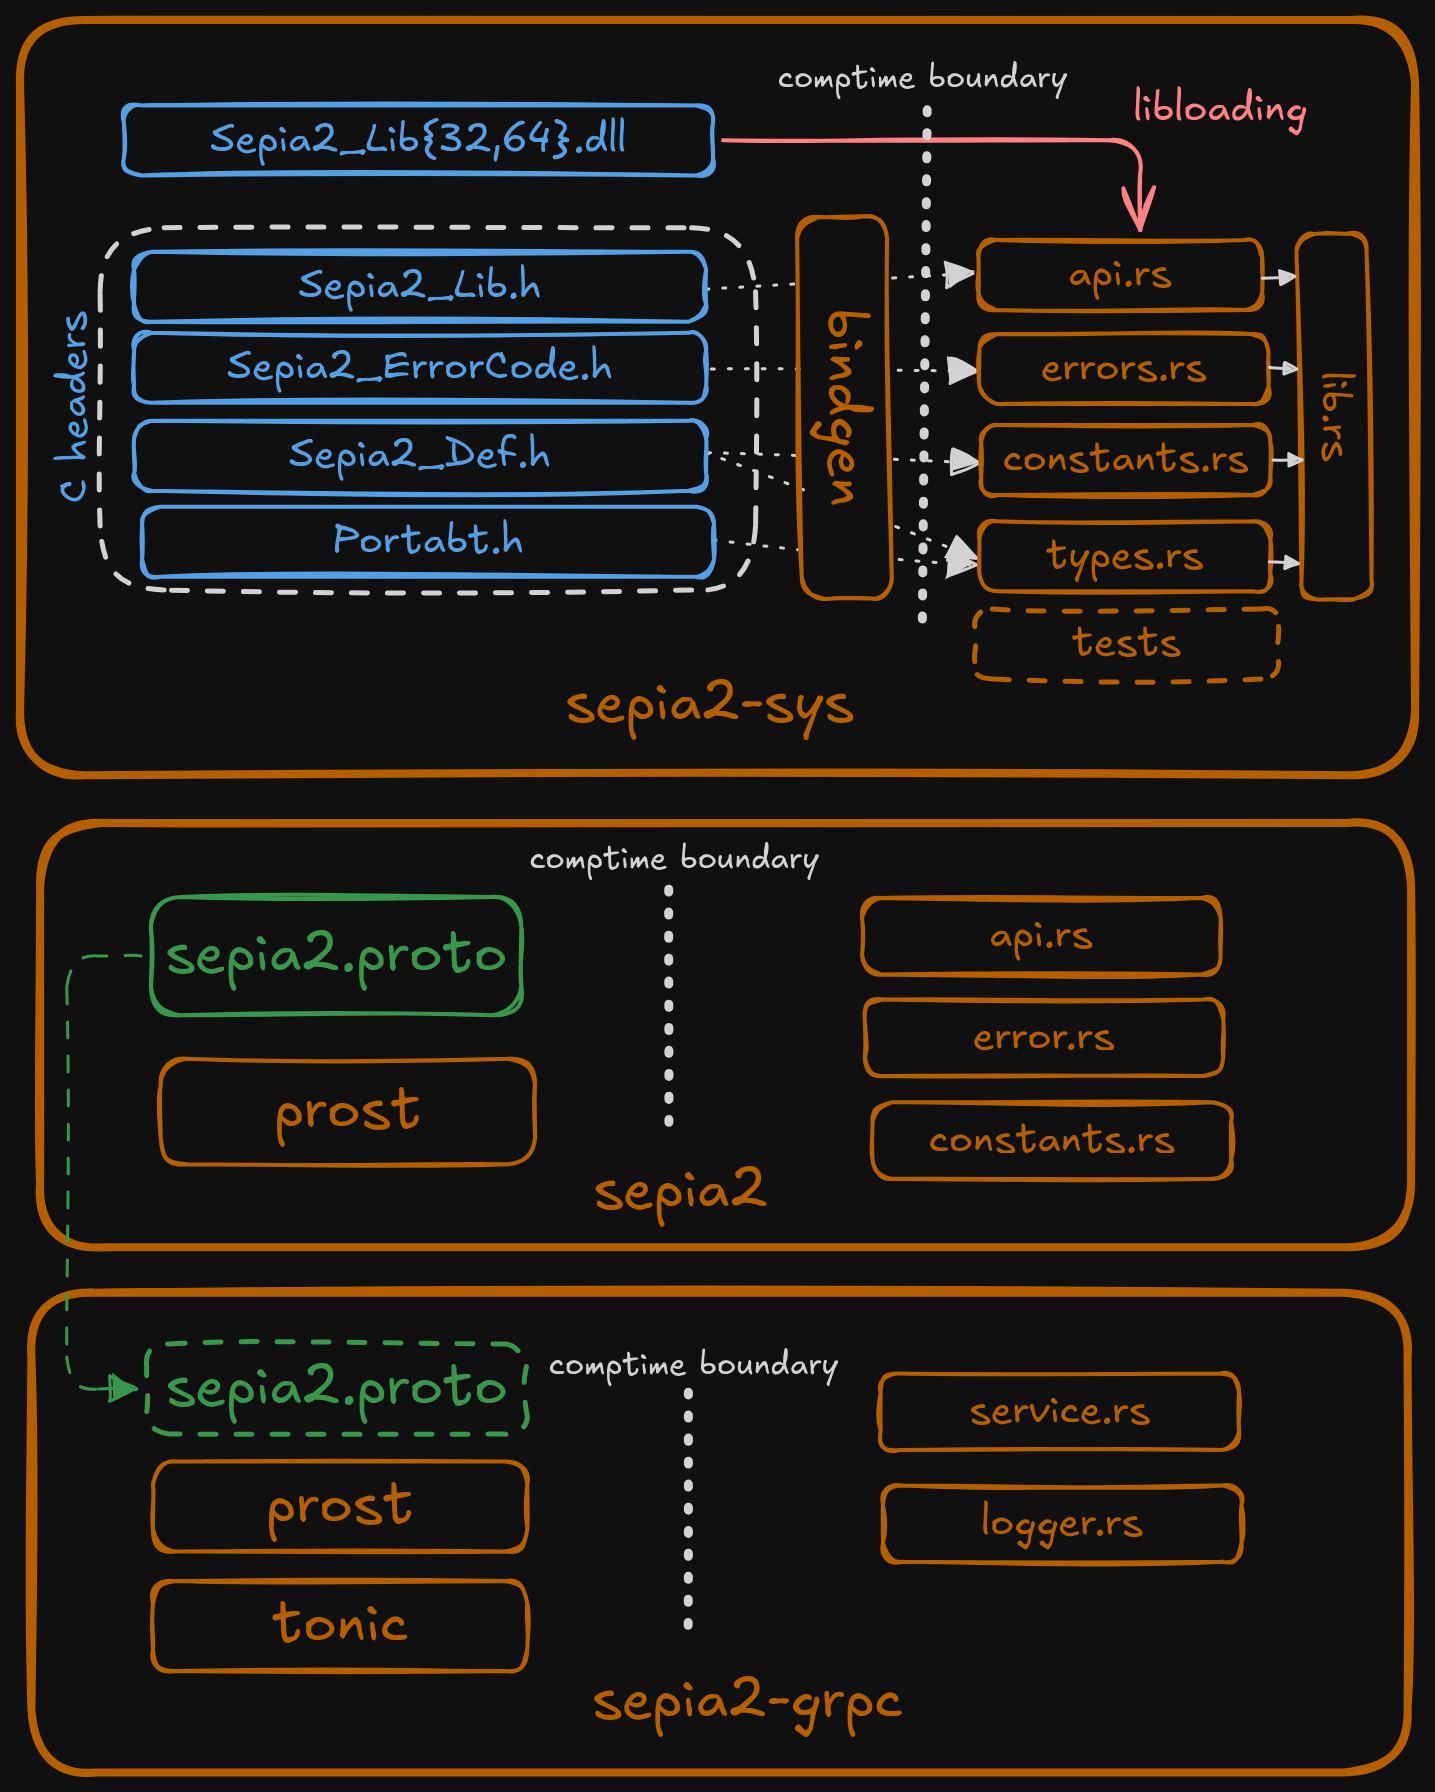 comptime boundary
libloading
Sepia2_Lib{32,64}.dll
C headers
Sepia2_Lib.h
Sepia2_ErrorCode.h
Sepia2_Def.h
Portabt.h
bindgen
api.rs
errors.rs
constants.rs
types.rs
tests
lib.rs
sepia2-sys
comptime boundary
sepia2.proto
prost
api.rs
error.rs
constants.rs
sepia2
sepia2.proto
comptime boundary
prost
tonic
service.rs
logger.rs
sepia2-grpc